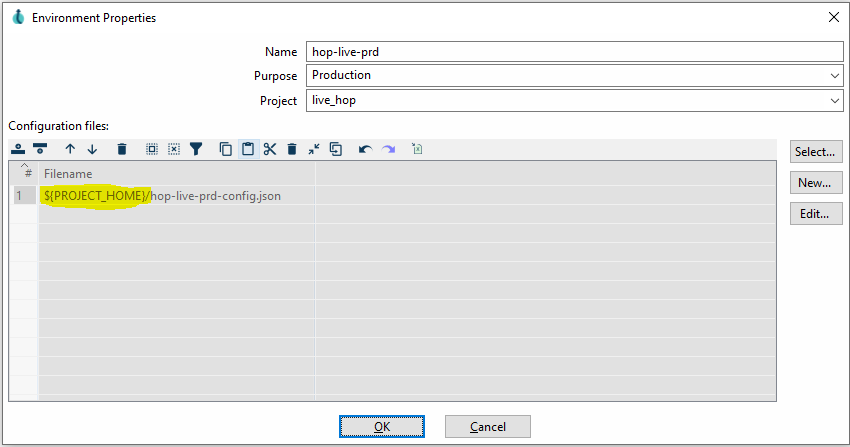 Environment Properties
Name hop-live-prd
Purpose Production
Project live_hop
Configuration files:
# Filename
1 ${PROJECT_HOME}/hop-live-prd-config.json
Select...
New...
Edit...
OK Cancel